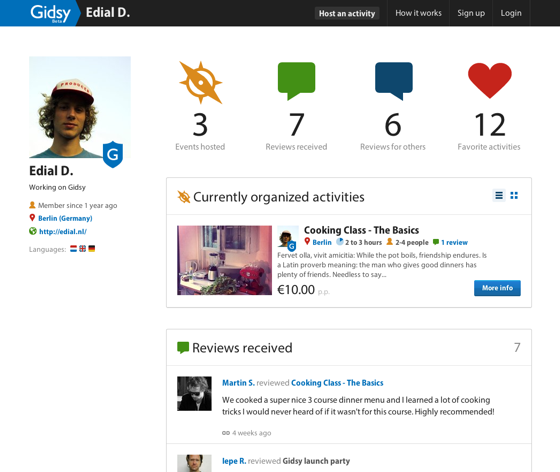 Gidsy
Beta
Edial D.
Host an activity
How it works
Sign up
Login
3
Events hosted
7
Reviews received
6
Reviews for others
12
Favorite activities
G
Edial D.
Working on Gidsy
Member since 1 year ago
Berlin (Germany)
http://edial.nl/
Languages:
Currently organized activities
Cooking Class - The Basics
Berlin 2 to 3 hours 2-4 people 1 review
Fervet olla, vivit amicitia: While the pot boils, friendship endures. Is
a Latin proverb meaning: the man who gives good dinners has
plenty of friends. Needless to say...
€10.00 p.p.
More info
Reviews received 7
Martin S. reviewed Cooking Class - The Basics
We cooked a super nice 3 course dinner menu and I learned a lot of cooking
tricks I would never heard of if it wasn't for this course. Highly recommended!
4 weeks ago
Iepe R. reviewed Gidsy launch party